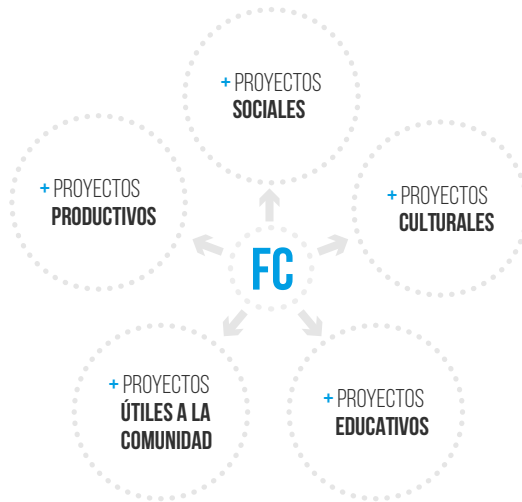 + PROYECTOS
SOCIALES
+ PROYECTOS
PRODUCTIVOS
+ PROYECTOS
CULTURALES
FC
+ PROYECTOS
ÚTILES A LA
COMUNIDAD
+ PROYECTOS
EDUCATIVOS